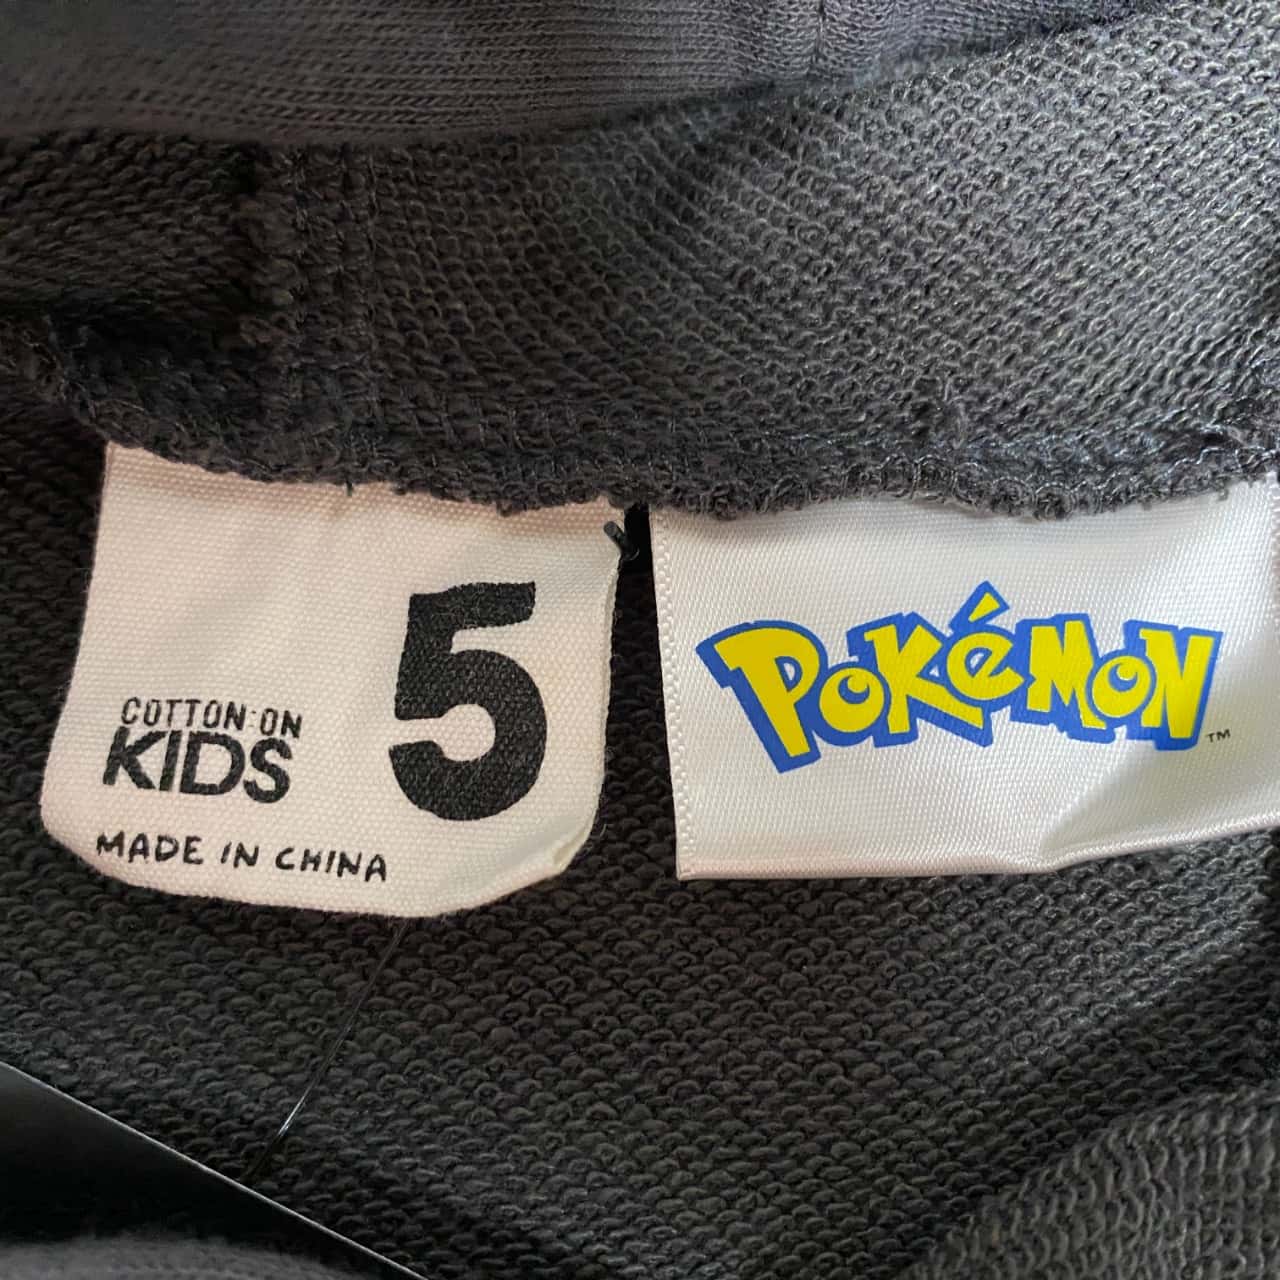 5
COTTON:ON
KIDS
MADE IN CHINA
POKéMON
TM